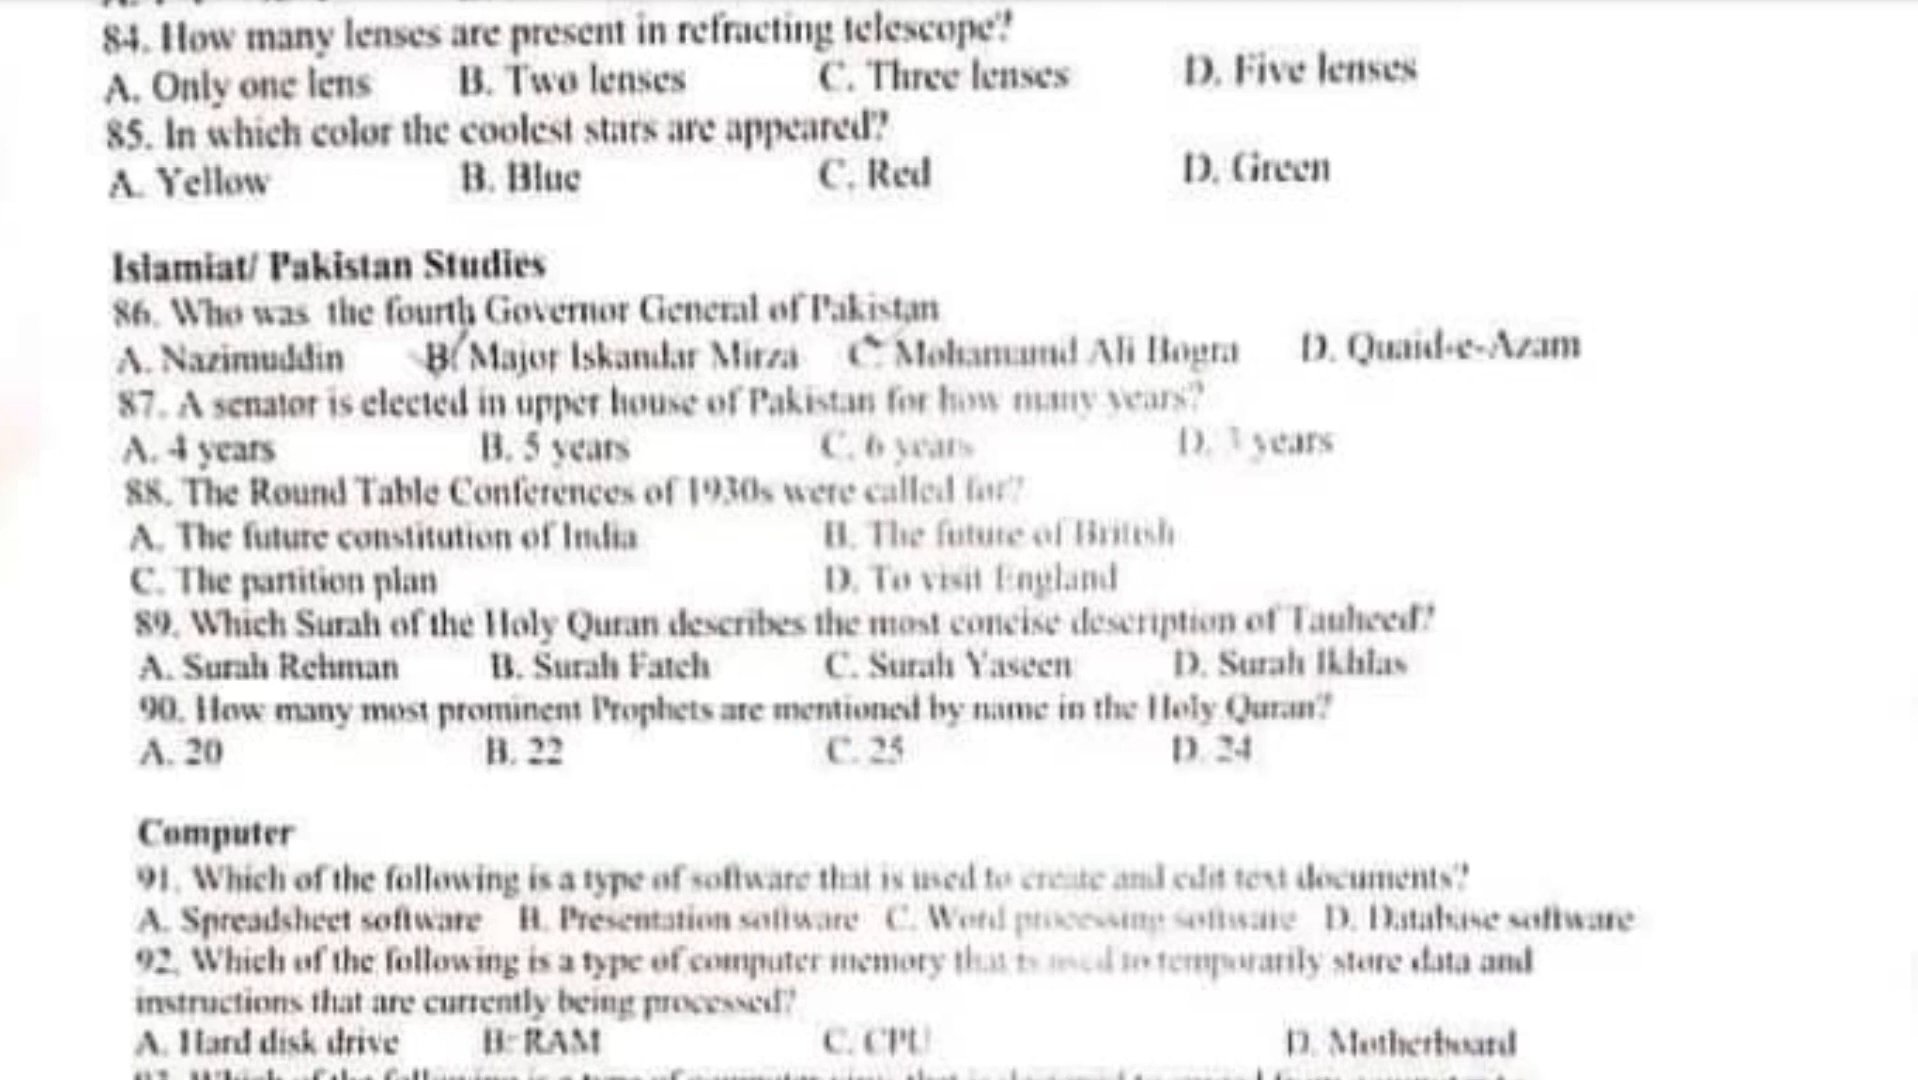 84. How many lenses are present in refracting telescope?
A. Only one lens B. Two lenses C. Three lenses D. Five lenses
85. In which color the coolest stars are appeared?
A. Yellow B. Blue C. Red D. Green
Islamiat/ Pakistan Studies
86. Who was the fourth Governor General of Pakistan
A. Nazimuddin B. Major Iskandar Mirza C. Mohamamd Ali Bogra D. Quaid-e-Azam
87. A senator is elected in upper house of Pakistan for how many years?
A. 4 years B. 5 years C. 6 years D. 3 years
88. The Round Table Conferences of 1930s were called for?
A. The future constitution of India B. The future of British
C. The partition plan D. To visit England
89. Which Surah of the Holy Quran describes the most concise description of Tauheed?
A. Surah Rehman B. Surah Fateh C. Surah Yaseen D. Surah Ikhlas
90. How many most prominent Prophets are mentioned by name in the Holy Quran?
A. 20 B. 22 C. 25 D. 24
Computer
91. Which of the following is a type of software that is used to create and edit text documents?
A. Spreadsheet software B. Presentation software C. Word processing software D. Database software
92. Which of the following is a type of computer memory that is used to temporarily store data and
instructions that are currently being processed?
A. Hard disk drive B. RAM C. CPU D. Motherboard